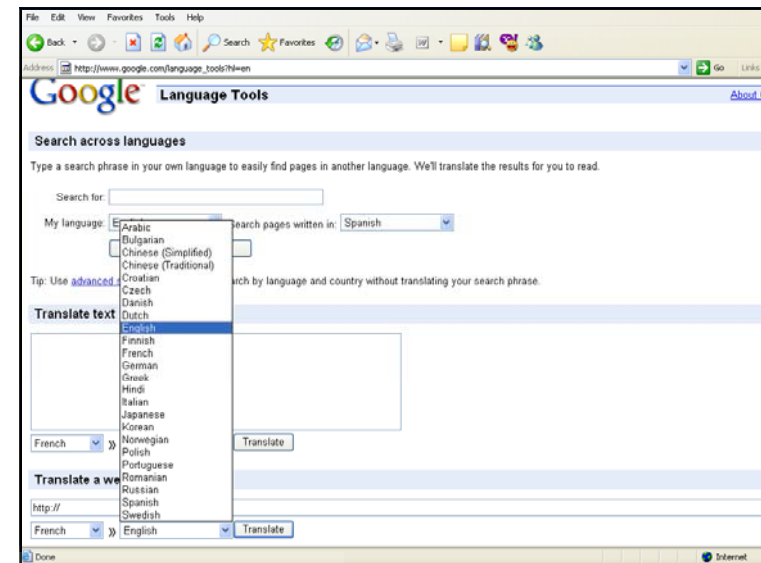 File Edit View Favorites Tools Help
Back Search Favorites
Address http://www.google.com/language_tools?hl=en Go Links
Google Language Tools About
Search across languages
Type a search phrase in your own language to easily find pages in another language. We'll translate the results for you to read.
Search for:
My language: Search pages written in: Spanish
Tip: Use advanced by language and country without translating your search phrase.
Translate text
French » Translate
Translate a
http://
French » English Translate
Arabic
Bulgarian
Chinese (Simplified)
Chinese (Traditional)
Croatian
Czech
Danish
Dutch
English
Finnish
French
German
Greek
Hindi
Italian
Japanese
Korean
Norwegian
Polish
Portuguese
Romanian
Russian
Spanish
Swedish
Done Internet